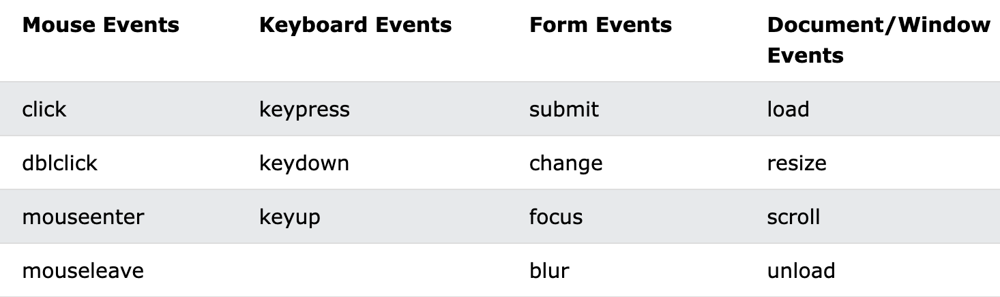 Mouse Events Keyboard Events Form Events Document/Window
Events
click keypress submit load
dblclick keydown change resize
mouseenter keyup focus scroll
mouseleave blur unload